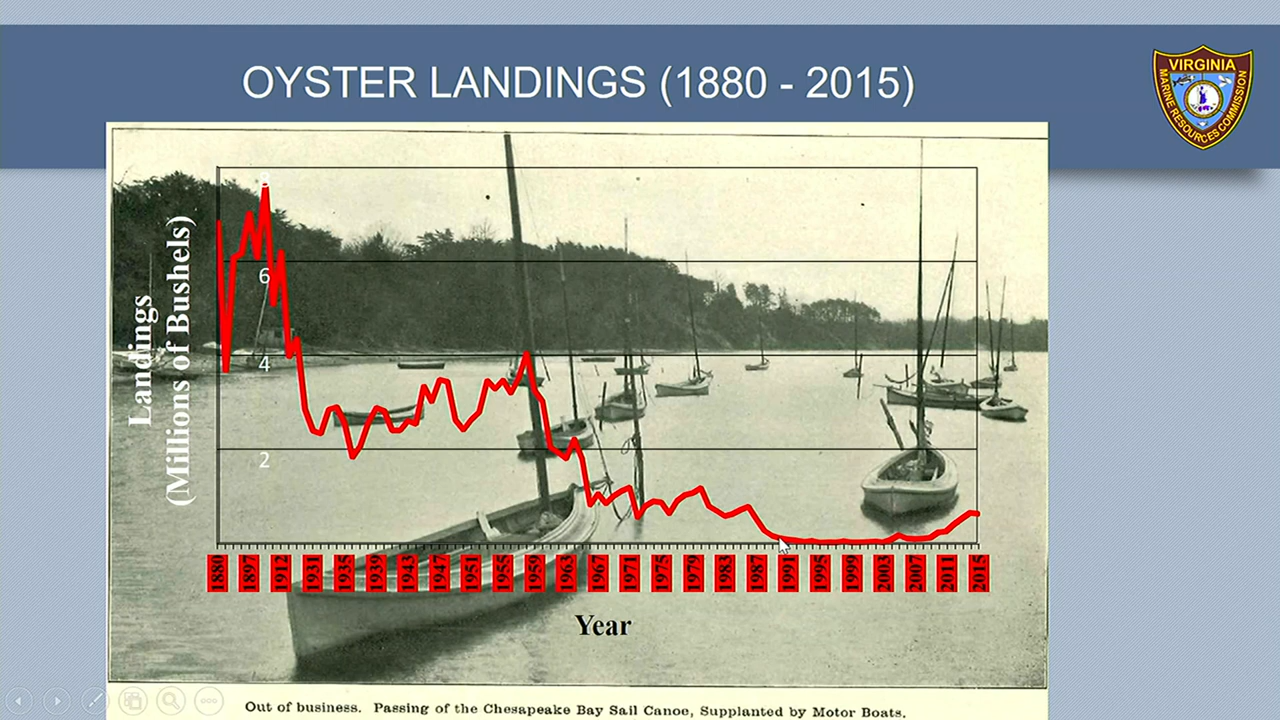 OYSTER LANDINGS (1880 - 2015)
VIRGINIA
MARINE RESOURCES COMMISSION
Landings
(Millions of Bushels)
8
6
4
2
1880 1897 1912 1931 1935 1939 1943 1947 1951 1955 1959 1963 1967 1971 1975 1979 1983 1987 1991 1995 1999 2003 2007 2011 2015
Year
Out of business. Passing of the Chesapeake Bay Sail Canoe, Supplanted by Motor Boats.